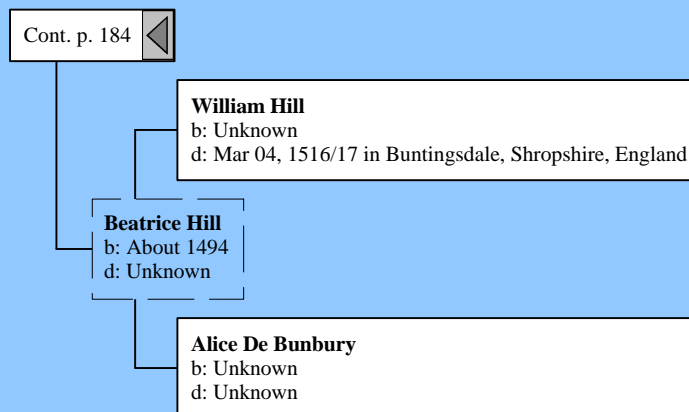 Cont. p. 184
William Hill
b: Unknown
d: Mar 04, 1516/17 in Buntingsdale, Shropshire, England
Beatrice Hill
b: About 1494
d: Unknown
Alice De Bunbury
b: Unknown
d: Unknown